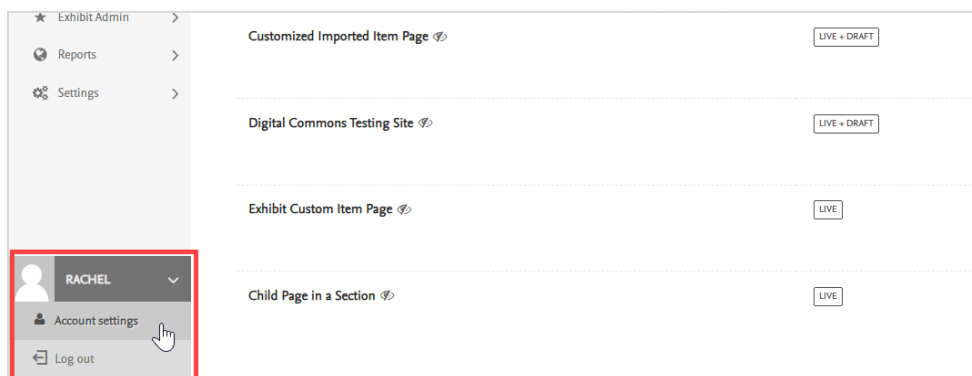 Exhibit Admin
Reports
Settings
RACHEL
Account settings
Log out
Customized Imported Item Page LIVE + DRAFT
Digital Commons Testing Site LIVE + DRAFT
Exhibit Custom Item Page LIVE
Child Page in a Section LIVE